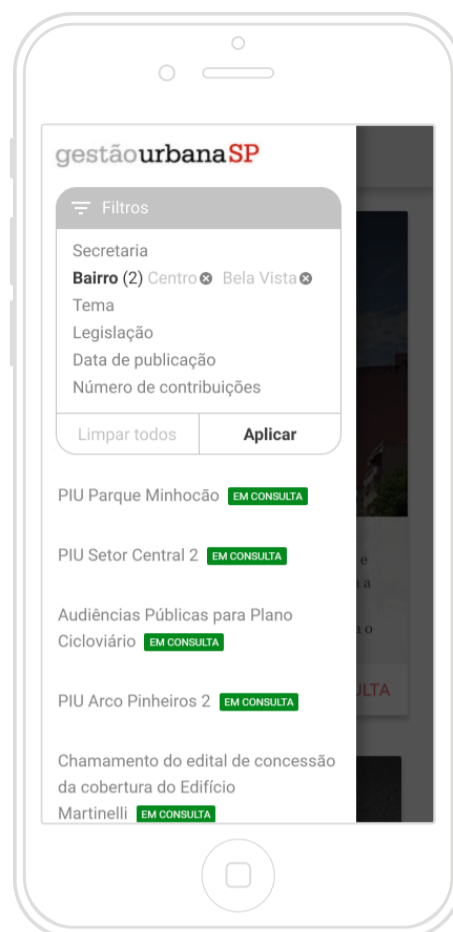 gestãourbanaSP
Filtros
Secretaria
Bairro (2) Centro Bela Vista
Tema
Legislação
Data de publicação
Número de contribuições
Limpar todos Aplicar
PIU Parque Minhocão EM CONSULTA
PIU Setor Central 2 EM CONSULTA
Audiências Públicas para Plano
Cicloviário EM CONSULTA
PIU Arco Pinheiros 2 EM CONSULTA
Chamamento do edital de concessão
da cobertura do Edifício
Martinelli EM CONSULTA
e
a
o
ULTA